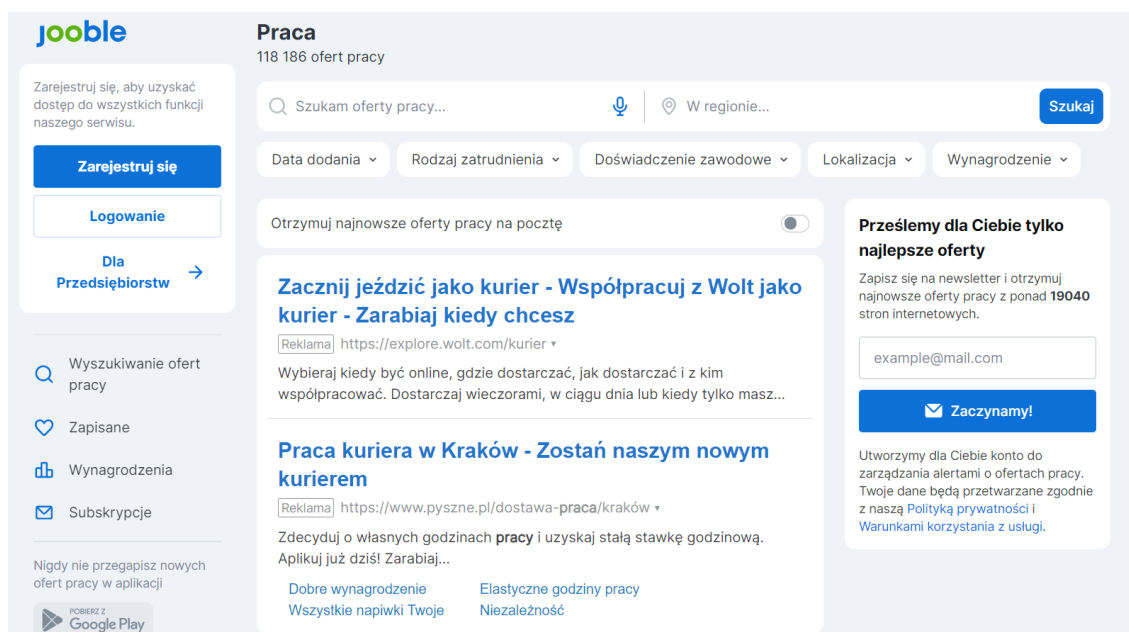 jooble
Zarejestruj się, aby uzyskać
dostęp do wszystkich funkcji
naszego serwisu.
Zarejestruj się
Logowanie
Dla
Przedsiębiorstw
Wyszukiwanie ofert
pracy
Zapisane
Wynagrodzenia
Subskrypcje
Nigdy nie przegapisz nowych
ofert pracy w aplikacji
POBIERZ Z
Google Play
Praca
118 186 ofert pracy
Szukam oferty pracy...
W regionie...
Szukaj
Data dodania
Rodzaj zatrudnienia
Doświadczenie zawodowe
Lokalizacja
Wynagrodzenie
Otrzymuj najnowsze oferty pracy na pocztę
Zacznij jeździć jako kurier - Współpracuj z Wolt jako
kurier - Zarabiaj kiedy chcesz
Reklama https://explore.wolt.com/kurier
Wybieraj kiedy być online, gdzie dostarczać, jak dostarczać i z kim
współpracować. Dostarczaj wieczorami, w ciągu dnia lub kiedy tylko masz...
Praca kuriera w Kraków - Zostań naszym nowym
kurierem
Reklama https://www.pyszne.pl/dostawa-praca/kraków
Zdecyduj o własnych godzinach pracy i uzyskaj stałą stawkę godzinową.
Aplikuj już dziś! Zarabiaj...
Dobre wynagrodzenie
Elastyczne godziny pracy
Wszystkie napiwki Twoje
Niezależność
Prześlemy dla Ciebie tylko
najlepsze oferty
Zapisz się na newsletter i otrzymuj
najnowsze oferty pracy z ponad 19040
stron internetowych.
example@mail.com
Zaczynamy!
Utworzymy dla Ciebie konto do
zarządzania alertami o ofertach pracy.
Twoje dane będą przetwarzane zgodnie
z naszą Polityką prywatności i
Warunkami korzystania z usługi.